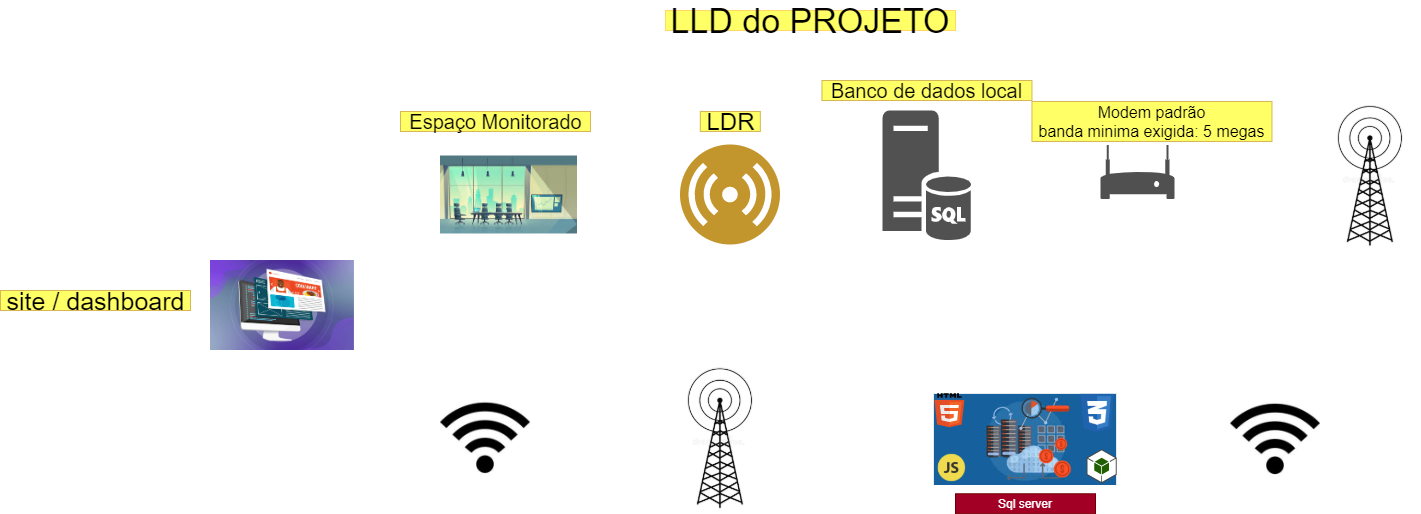 LLD do PROJETO
Banco de dados local
Espaço Monitorado
LDR
Modem padrão
banda minima exigida: 5 megas
SQL
site / dashboard
HTML
5
3
JS
Sql server